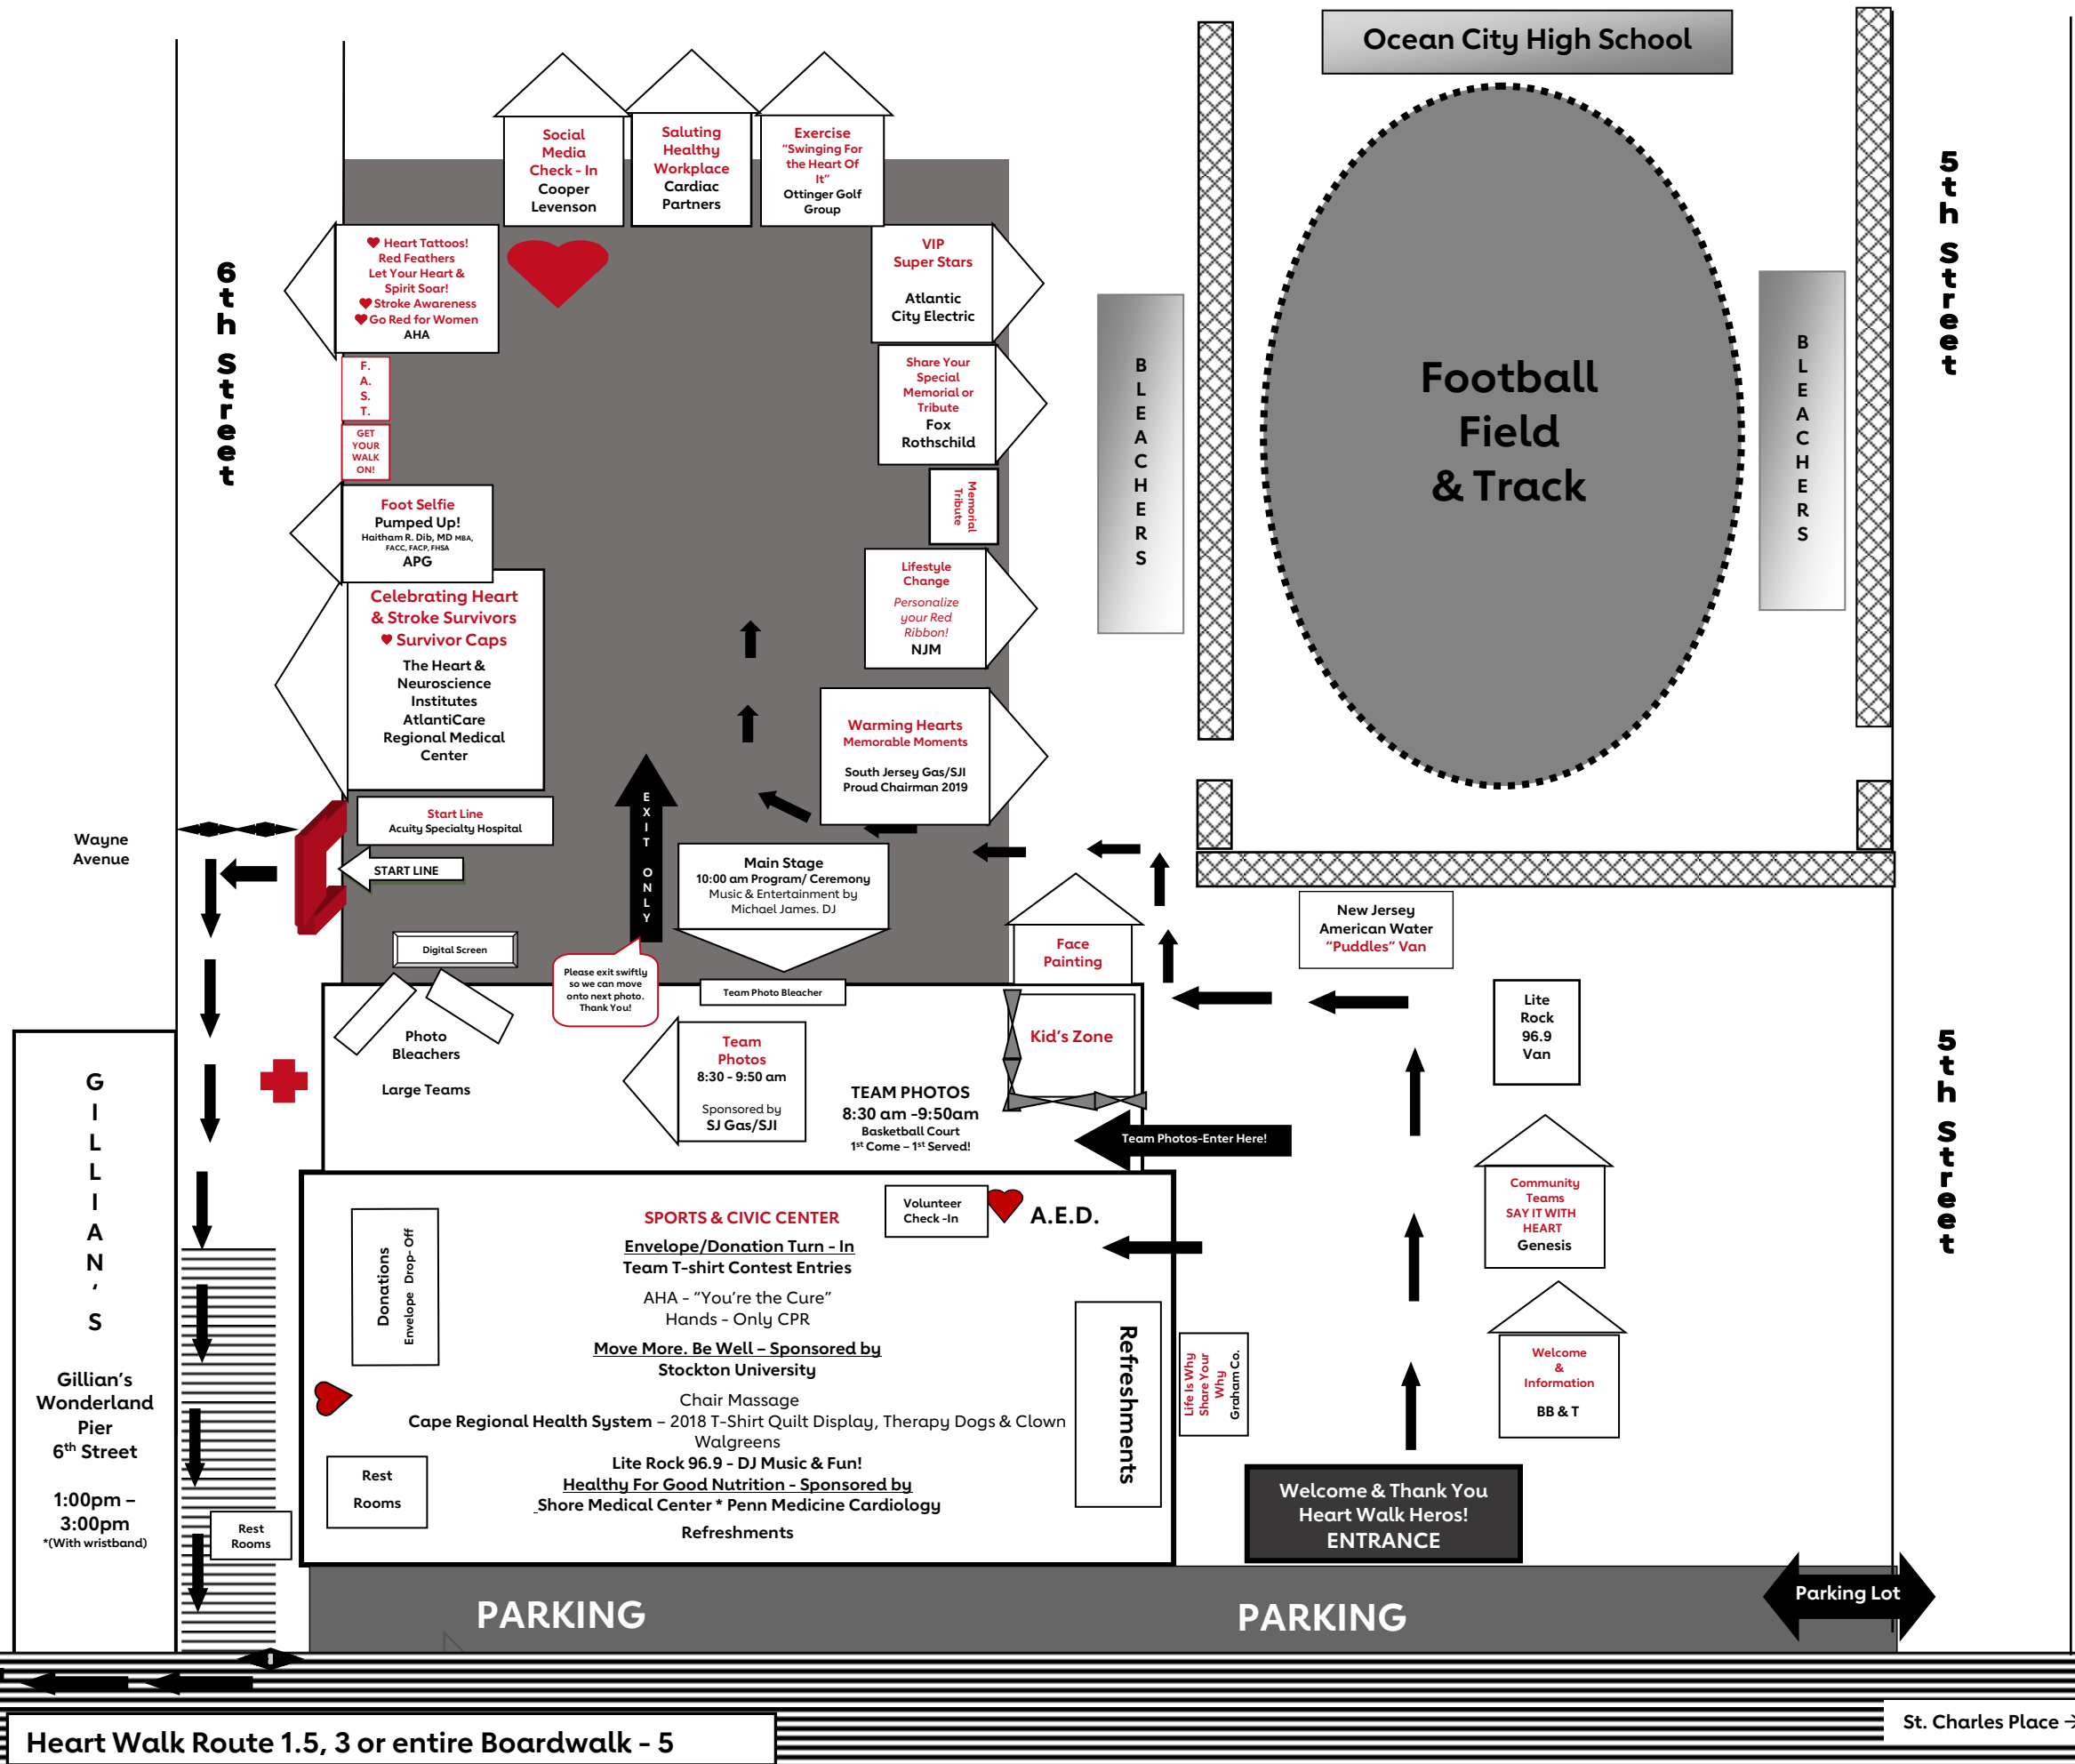 Ocean City High School
Social
Media
Check - In
Cooper
Levenson
Saluting
Healthy
Workplace
Cardiac
Partners
Exercise
"Swinging For
the Heart Of
It"
Ottinger Golf
Group
Heart Tattoos!
Red Feathers
Let Your Heart &
Spirit Soar!
Stroke Awareness
Go Red for Women
AHA
VIP
Super Stars
Atlantic
City Electric
6th Street
5th Street
F.
A.
S.
T.
GET
YOUR
WALK
ON!
Share Your
Special
Memorial or
Tribute
Fox
Rothschild
BLEACHERS
Football
Field
& Track
BLEACHERS
Memorial
Tribute
Foot Selfie
Pumped Up!
Haitham R. Dib, MD MBA,
FACC, FACP, FHSA
APG
Lifestyle
Change
Personalize
your Red
Ribbon!
NJM
Celebrating Heart
& Stroke Survivors
Survivor Caps
The Heart &
Neuroscience
Institutes
AtlantiCare
Regional Medical
Center
Warming Hearts
Memorable Moments
South Jersey Gas/SJI
Proud Chairman 2019
Start Line
Acuity Specialty Hospital
Wayne
Avenue
START LINE
EXIT ONLY
Main Stage
10:00 am Program/ Ceremony
Music & Entertainment by
Michael James. DJ
Digital Screen
Please exit swiftly
so we can move
onto next photo.
Thank You!
Team Photo Bleacher
Face
Painting
New Jersey
American Water
"Puddles" Van
Lite
Rock
96.9
Van
Photo
Bleachers
Large Teams
Team
Photos
8:30 - 9:50 am
Sponsored by
SJ Gas/SJI
Kid's Zone
TEAM PHOTOS
8:30 am -9:50am
Basketball Court
1st Come – 1st Served!
Team Photos-Enter Here!
5th Street
GILLIAN'S
Gillian's
Wonderland
Pier
6th Street
1:00pm –
3:00pm
*(With wristband)
Community
Teams
SAY IT WITH
HEART
Genesis
Volunteer
Check -In
A.E.D.
Donations
Envelope Drop- Off
SPORTS & CIVIC CENTER
Envelope/Donation Turn - In
Team T-shirt Contest Entries
AHA - "You're the Cure"
Hands - Only CPR
Move More. Be Well – Sponsored by
Stockton University
Chair Massage
Cape Regional Health System – 2018 T-Shirt Quilt Display, Therapy Dogs & Clown
Walgreens
Lite Rock 96.9 - DJ Music & Fun!
Healthy For Good Nutrition - Sponsored by
Shore Medical Center * Penn Medicine Cardiology
Refreshments
Refreshments
Life Is Why
Share Your
Why
Graham Co.
Welcome
&
Information
BB & T
Rest
Rooms
Rest
Rooms
Welcome & Thank You
Heart Walk Heros!
ENTRANCE
PARKING
PARKING
Parking Lot
St. Charles Place →
Heart Walk Route 1.5, 3 or entire Boardwalk - 5